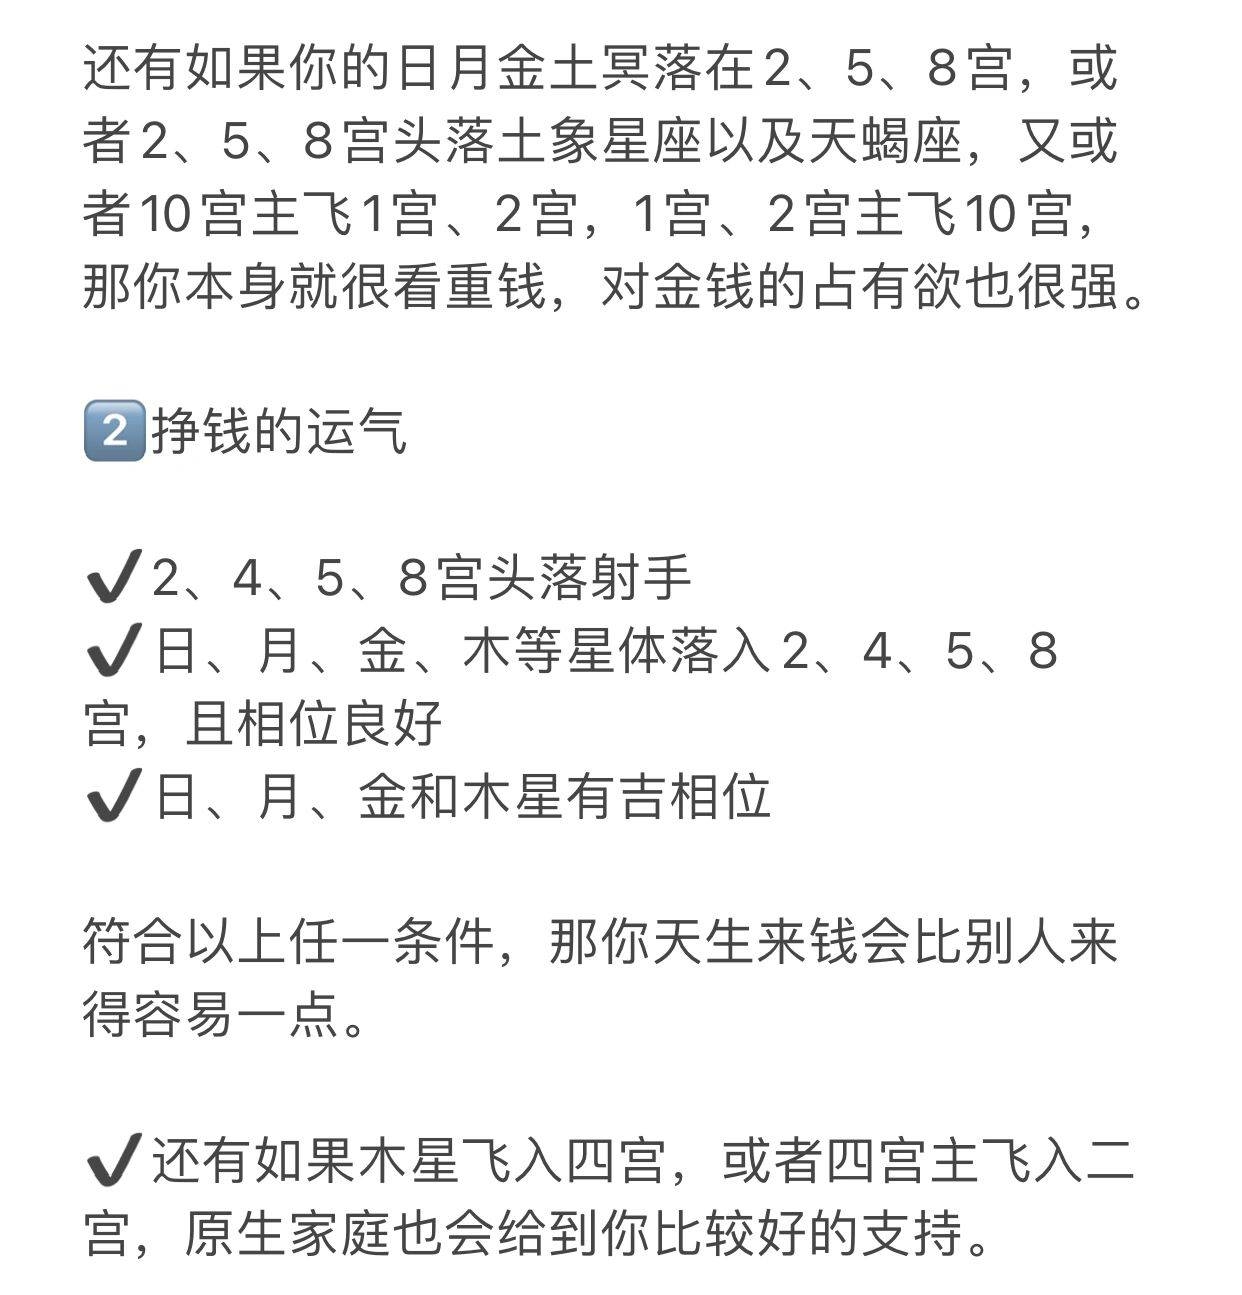 还有如果你的日月金土冥落在2、5、8宫，或
者2、5、8宫头落土象星座以及天蝎座，又或
者10宫主飞1宫、2宫，1宫、2宫主飞10宫，
那你本身就很看重钱，对金钱的占有欲也很强。
2️⃣挣钱的运气
✔️2、4、5、8宫头落射手
✔️日、月、金、木等星体落入2、4、5、8
宫，且相位良好
✔️日、月、金和木星有吉相位
符合以上任一条件，那你天生来钱会比别人来
得容易一点。
✔️还有如果木星飞入四宫，或者四宫主飞入二
宫，原生家庭也会给到你比较好的支持。